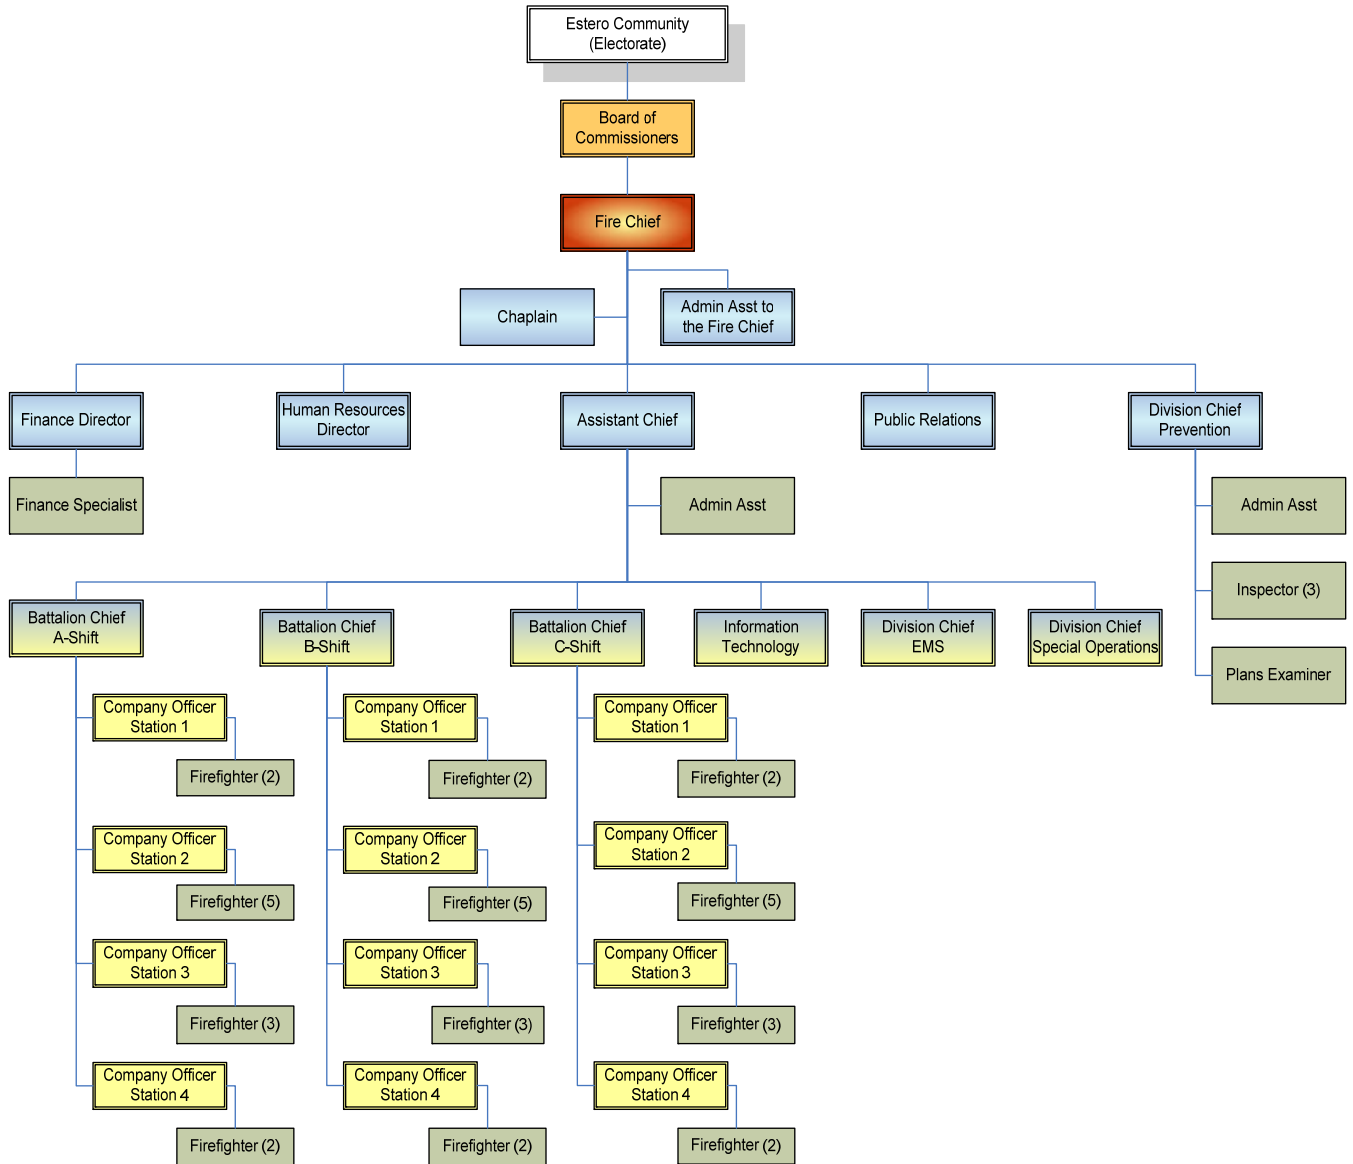 Estero Community
(Electorate)
Board of
Commissioners
Fire Chief
Chaplain
Admin Asst to
the Fire Chief
Finance Director
Human Resources
Director
Assistant Chief
Public Relations
Division Chief
Prevention
Finance Specialist
Admin Asst
Admin Asst
Inspector (3)
Plans Examiner
Battalion Chief
A-Shift
Battalion Chief
B-Shift
Battalion Chief
C-Shift
Information
Technology
Division Chief
EMS
Division Chief
Special Operations
Company Officer
Station 1
Firefighter (2)
Company Officer
Station 2
Firefighter (5)
Company Officer
Station 3
Firefighter (3)
Company Officer
Station 4
Firefighter (2)
Company Officer
Station 1
Firefighter (2)
Company Officer
Station 2
Firefighter (5)
Company Officer
Station 3
Firefighter (3)
Company Officer
Station 4
Firefighter (2)
Company Officer
Station 1
Firefighter (2)
Company Officer
Station 2
Firefighter (5)
Company Officer
Station 3
Firefighter (3)
Company Officer
Station 4
Firefighter (2)